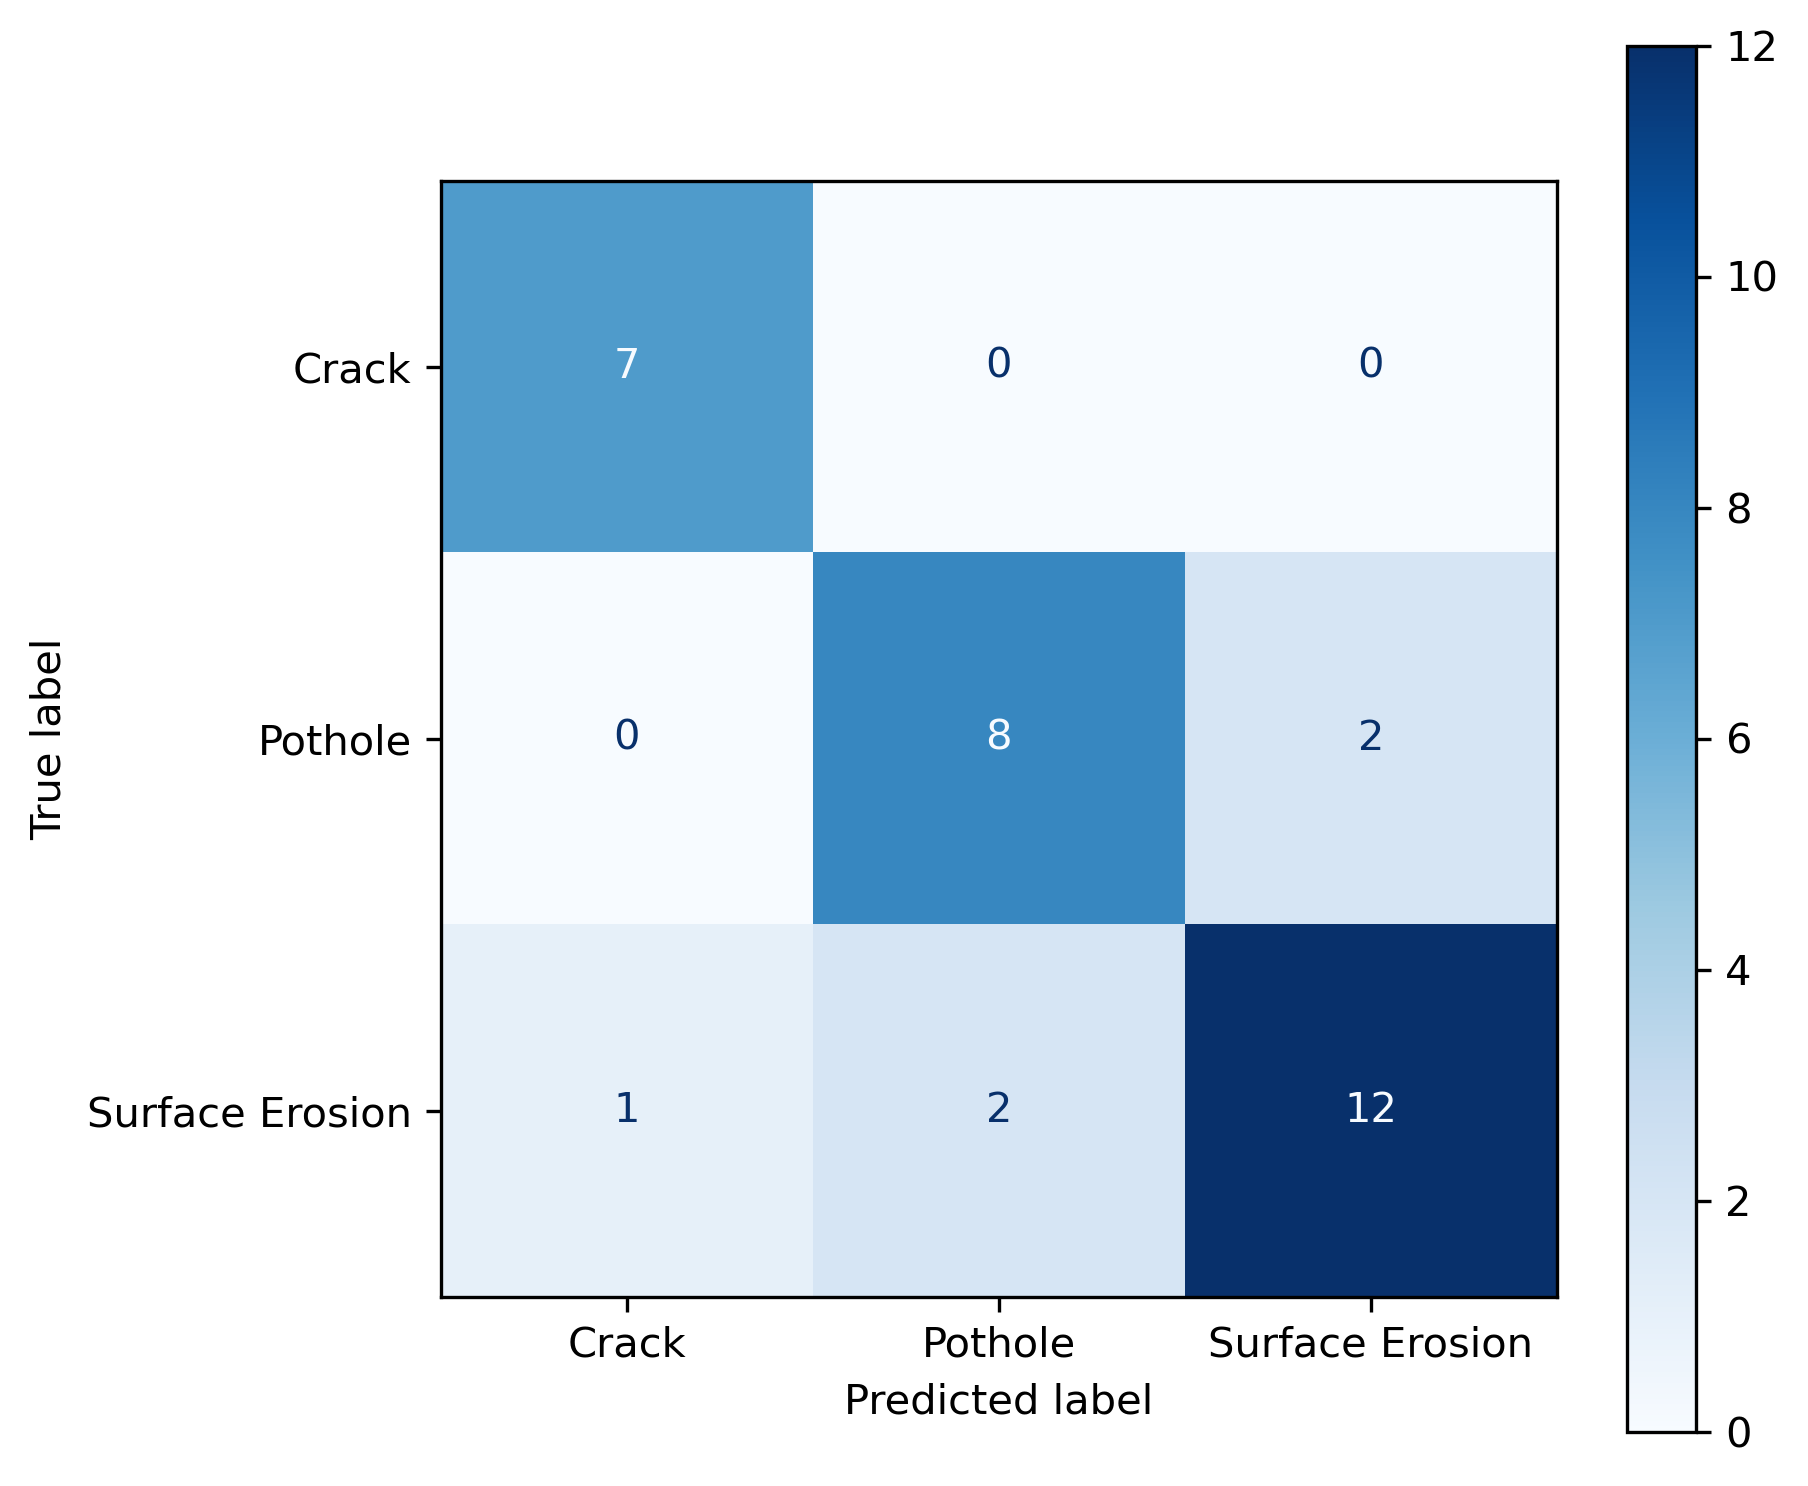 12
10
8
6
4
2
0
True label
Crack
7 0 0
Pothole
0 8 2
Surface Erosion
1 2 12
Crack Pothole Surface Erosion
Predicted label